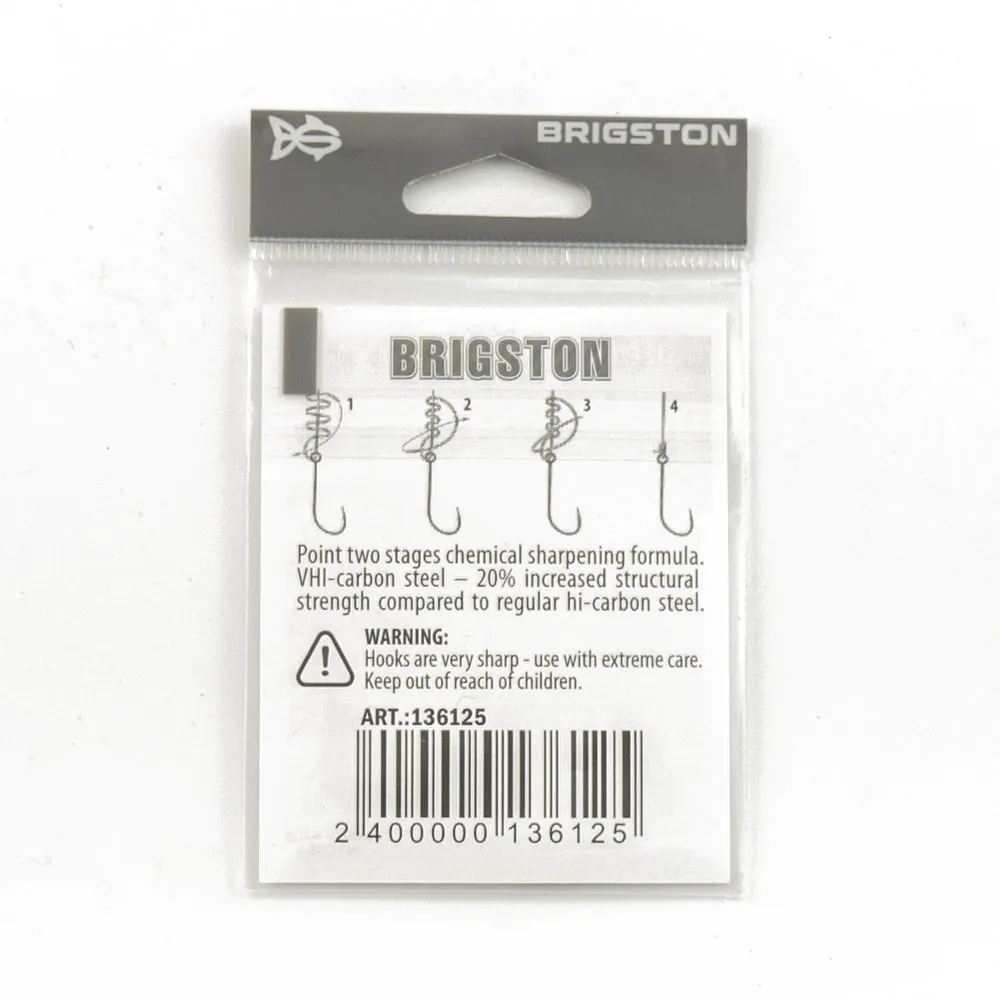 BRIGSTON
BRIGSTON
1 2 3 4
Point two stages chemical sharpening formula.
VHI-carbon steel – 20% increased structural
strength compared to regular hi-carbon steel.
WARNING:
Hooks are very sharp - use with extreme care.
Keep out of reach of children.
ART.:136125
2 400000 136125